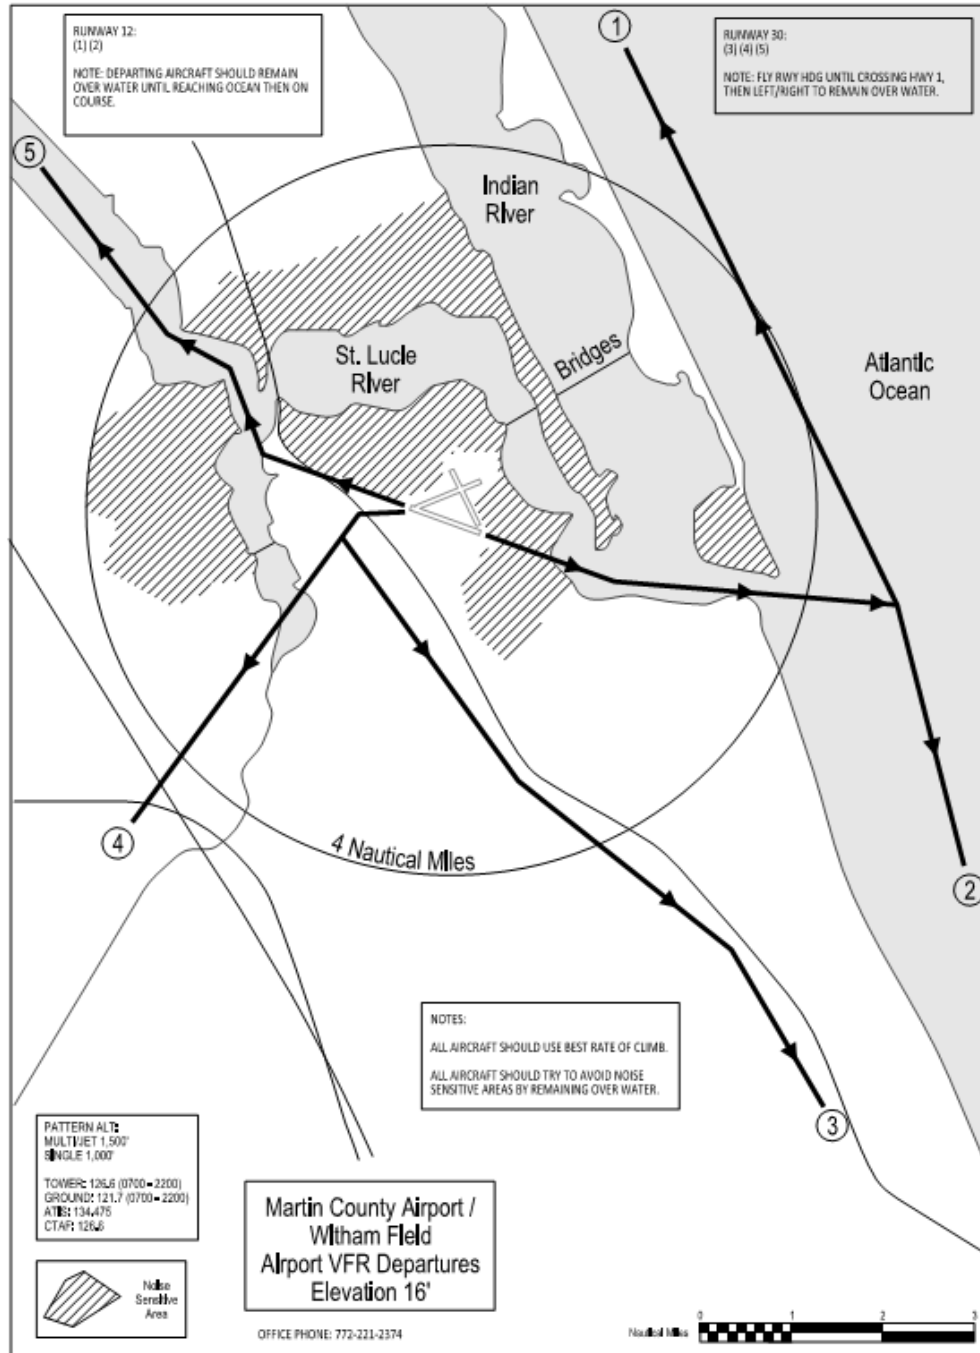 RUNWAY 12:
(1) (2)
NOTE: DEPARTING AIRCRAFT SHOULD REMAIN
OVER WATER UNTIL REACHING OCEAN THEN ON
COURSE.
1
RUNWAY 30:
(3) (4) (5)
NOTE: FLY RWY HDG UNTIL CROSSING HWY 1,
THEN LEFT/RIGHT TO REMAIN OVER WATER.
5
Indian
River
St. Lucie
River
Bridges
Atlantic
Ocean
4
4 Nautical Miles
2
NOTES:
ALL AIRCRAFT SHOULD USE BEST RATE OF CLIMB.
ALL AIRCRAFT SHOULD TRY TO AVOID NOISE
SENSITIVE AREAS BY REMAINING OVER WATER.
3
PATTERN ALT:
MULTI/JET 1,500'
SINGLE 1,000'
TOWER: 126.6 (0700-2200)
GROUND: 121.7 (0700-2200)
ATIS: 134.475
CTAF: 126.6
Noise
Sensitive
Area
Martin County Airport /
Witham Field
Airport VFR Departures
Elevation 16'
OFFICE PHONE: 772-221-2374
Nautical Miles
0 1 2 3